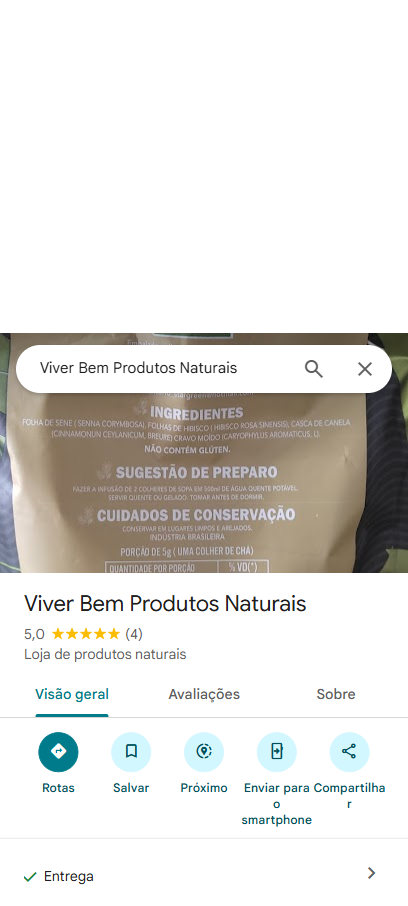 Viver Bem Produtos Naturais
INGREDIENTES
FOLHA DE SENE ( SENNA CORYMBOSA), FOLHAS DE HIBISCO ( HIBISCO ROSA SINENSIS), CASCA DE CANELA
(CINNAMONUN CEYLANICUM, BREURE) CRAVO MOÍDO (CARYOPHYLUS AROMATICUS, L).
NÃO CONTÉM GLÚTEN.
SUGESTÃO DE PREPARO
FAZER A INFUSÃO DE 2 COLHERES DE SOPA EM 500ml DE ÁGUA QUENTE POTÁVEL.
SERVIR QUENTE OU GELADO. TOMAR ANTES DE DORMIR.
CUIDADOS DE CONSERVAÇÃO
CONSERVAR EM LUGARES LIMPOS E AREJADOS.
INDÚSTRIA BRASILEIRA
PORÇÃO DE 5g ( UMA COLHER DE CHÁ)
QUANTIDADE POR PORÇÃO % VD(*)
Viver Bem Produtos Naturais
5,0 (4)
Loja de produtos naturais
Visão geral Avaliações Sobre
Rotas Salvar Próximo Enviar para o smartphone Compartilhar
Entrega